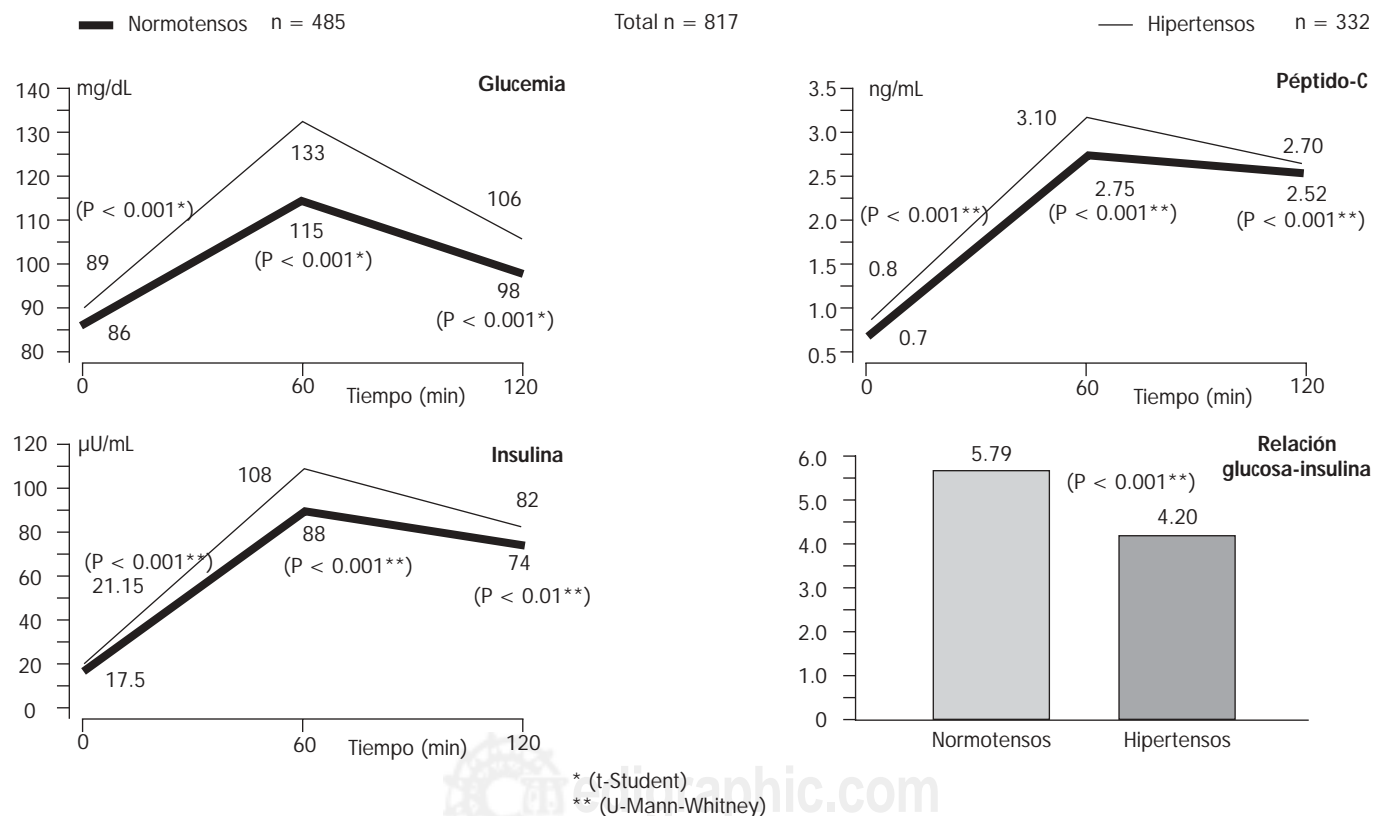 Normotensos n = 485 Total n = 817 Hipertensos n = 332
Glucemia
mg/dL
140
130
120
110
100
90
80
133
106
(P < 0.001*)
89
115
(P < 0.001*)
98
(P < 0.001*)
86
0 60 120
Tiempo (min)
Péptido-C
ng/mL
3.5
3.0
2.5
2.0
1.5
1.0
0.5
3.10
2.70
2.75
(P < 0.001**)
2.52
(P < 0.001**)
(P < 0.001**)
0.8
0.7
0 60 120
Tiempo (min)
Insulina
µU/mL
120
100
80
60
40
20
0
108
82
88
(P < 0.001**)
74
(P < 0.01**)
(P < 0.001**)
21.15
17.5
0 60 120
Tiempo (min)
Relación
glucosa-insulina
6.0
5.0
4.0
3.0
2.0
1.0
0
5.79
(P < 0.001**)
4.20
Normotensos Hipertensos
* (t-Student)
** (U-Mann-Whitney)
edigraphic.com